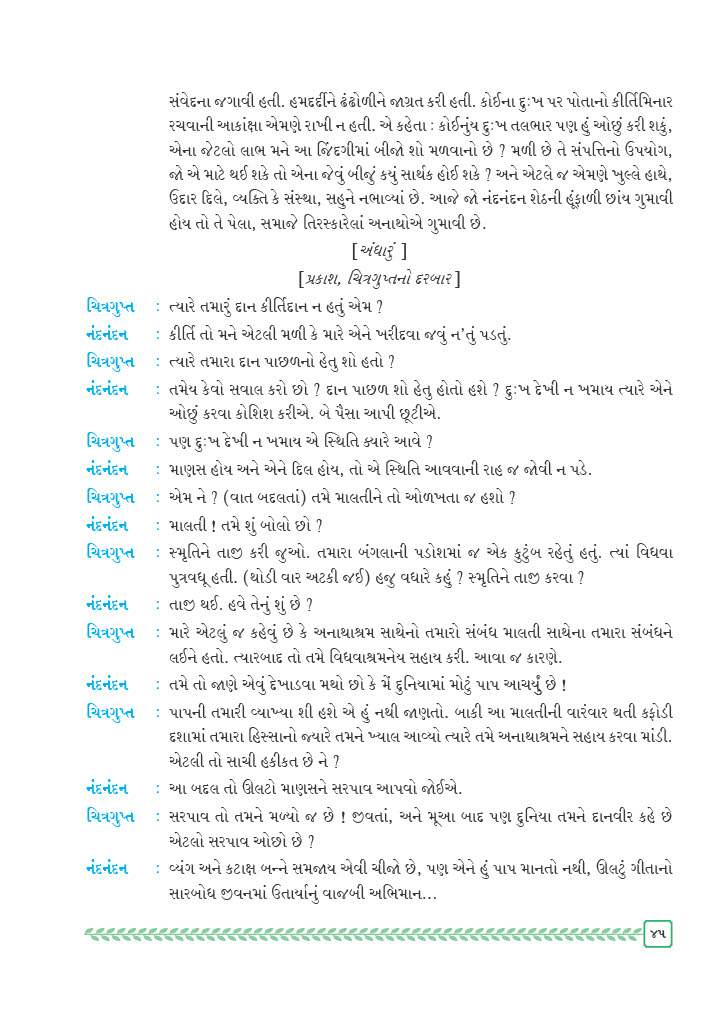 સંવેદના જગાવી હતી. હમદર્દીને ઢંઢોળીને જાગ્રત કરી હતી. કોઈના દુઃખ પર પોતાનો કીર્તિમિનાર
રચવાની આકાંક્ષા એમણે રાખી ન હતી. એ કહેતા : કોઈનુંય દુઃખ તલભાર પણ હું ઓછું કરી શકું,
એના જેટલો લાભ મને આ જિંદગીમાં બીજો શો મળવાનો છે ? મળી છે તે સંપત્તિનો ઉપયોગ,
જો એ માટે થઈ શકે તો એના જેવું બીજું કયું સાર્થક હોઈ શકે ? અને એટલે જ એમણે ખુલ્લે હાથે,
ઉદાર દિલે, વ્યક્તિ કે સંસ્થા, સહુને નભાવ્યાં છે. આજે જો નંદનંદન શેઠની હૂંફાળી છાંય ગુમાવી
હોય તો તે પેલા, સમાજે તિરસ્કારેલાં અનાથોએ ગુમાવી છે.
[અંધારું ]
[પ્રકાશ, ચિત્રગુપ્તનો દરબાર]
ચિત્રગુપ્ત : ત્યારે તમારું દાન કીર્તિદાન ન હતું એમ ?
નંદનંદન : કીર્તિ તો મને એટલી મળી કે મારે એને ખરીદવા જવું ન'તું પડતું.
ચિત્રગુપ્ત : ત્યારે તમારા દાન પાછળનો હેતુ શો હતો ?
નંદનંદન : તમેય કેવો સવાલ કરો છો ? દાન પાછળ શો હેતુ હોતો હશે ? દુઃખ દેખી ન ખમાય ત્યારે એને
ઓછું કરવા કોશિશ કરીએ. બે પૈસા આપી છૂટીએ.
ચિત્રગુપ્ત : પણ દુઃખ દેખી ન ખમાય એ સ્થિતિ ક્યારે આવે ?
નંદનંદન : માણસ હોય અને એને દિલ હોય, તો એ સ્થિતિ આવવાની રાહ જ જોવી ન પડે.
ચિત્રગુપ્ત : એમ ને ? (વાત બદલતાં) તમે માલતીને તો ઓળખતા જ હશો ?
નંદનંદન : માલતી ! તમે શું બોલો છો ?
ચિત્રગુપ્ત : સ્મૃતિને તાજી કરી જુઓ. તમારા બંગલાની પડોશમાં જ એક કુટુંબ રહેતું હતું. ત્યાં વિધવા
પુત્રવધૂ હતી. (થોડી વાર અટકી જઈ) હજુ વધારે કહું ? સ્મૃતિને તાજી કરવા ?
નંદનંદન : તાજી થઈ. હવે તેનું શું છે ?
ચિત્રગુપ્ત : મારે એટલું જ કહેવું છે કે અનાથાશ્રમ સાથેનો તમારો સંબંધ માલતી સાથેના તમારા સંબંધને
લઈને હતો. ત્યારબાદ તો તમે વિધવાશ્રમનેય સહાય કરી. આવા જ કારણે.
નંદનંદન : તમે તો જાણે એવું દેખાડવા મથો છો કે મેં દુનિયામાં મોટું પાપ આચર્યું છે !
ચિત્રગુપ્ત : પાપની તમારી વ્યાખ્યા શી હશે એ હું નથી જાણતો. બાકી આ માલતીની વારંવાર થતી કફોડી
દશામાં તમારા હિસ્સાનો જ્યારે તમને ખ્યાલ આવ્યો ત્યારે તમે અનાથાશ્રમને સહાય કરવા માંડી.
એટલી તો સાચી હકીકત છે ને ?
નંદનંદન : આ બદલ તો ઊલટો માણસને સરપાવ આપવો જોઈએ.
ચિત્રગુપ્ત : સરપાવ તો તમને મળ્યો જ છે ! જીવતાં, અને મૂઆ બાદ પણ દુનિયા તમને દાનવીર કહે છે
એટલો સરપાવ ઓછો છે ?
નંદનંદન : વ્યંગ અને કટાક્ષ બન્ને સમજાય એવી ચીજો છે, પણ એને હું પાપ માનતો નથી, ઊલટું ગીતાનો
સારબોધ જીવનમાં ઉતાર્યાનું વાજબી અભિમાન...
૪૫